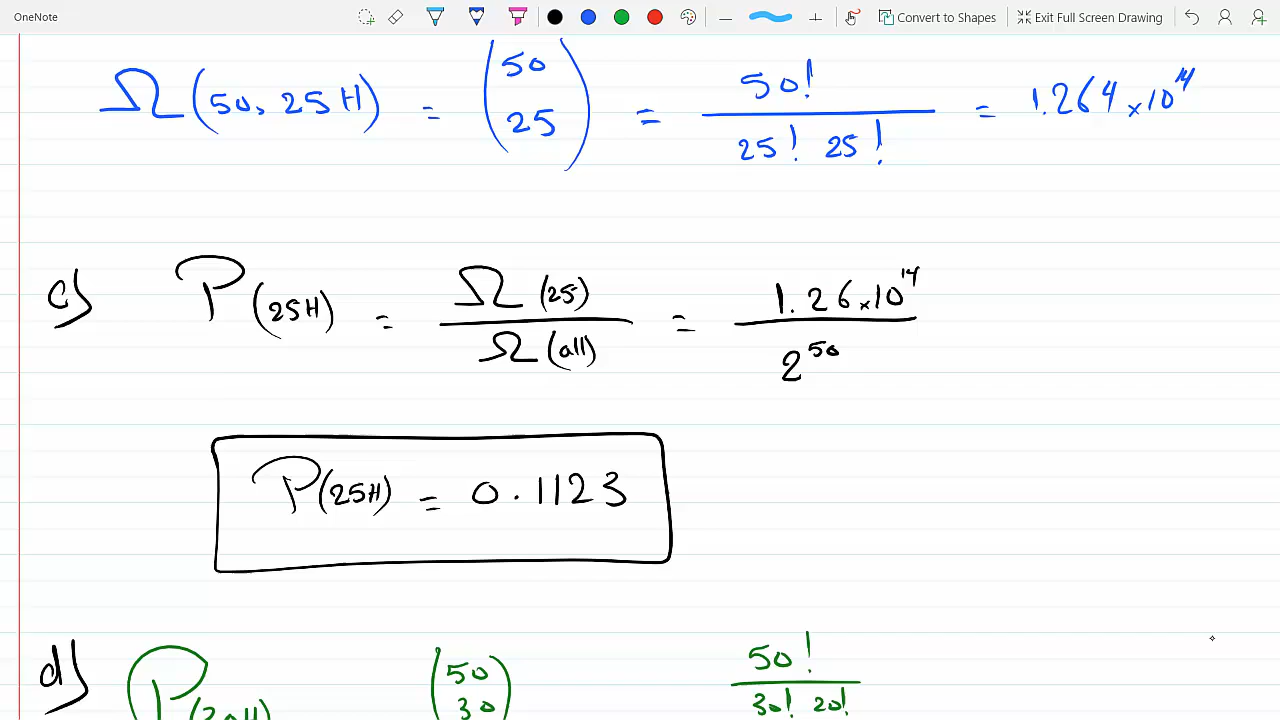 OneNote
Convert to Shapes
Exit Full Screen Drawing
Ω(50, 25H) = (50 25) = 50! / 25! 25! = 1.264 × 10^14
c) P(25H) = Ω(25) / Ω(all) = 1.26 × 10^14 / 2^50
P(25H) = 0.1123
d) P (50 30) 50! / 30! 20!